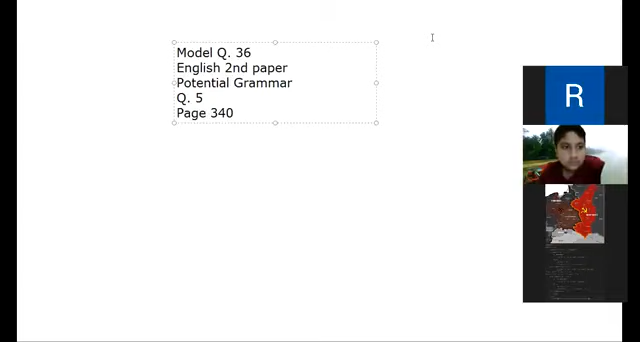 Model Q. 36
English 2nd paper
Potential Grammar
Q. 5
Page 340
R